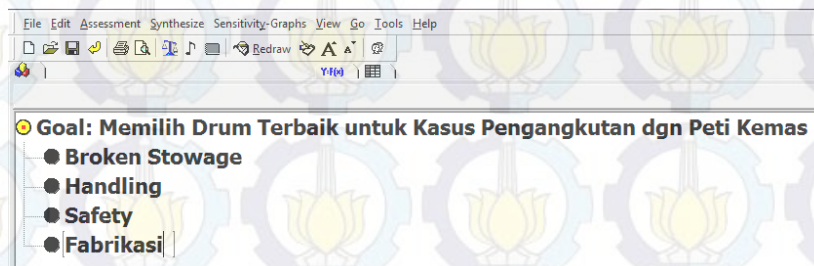 File Edit Assessment Synthesize Sensitivity-Graphs View Go Tools Help
Redraw A A
Y:F(x)
Goal: Memilih Drum Terbaik untuk Kasus Pengangkutan dgn Peti Kemas
Broken Stowage
Handling
Safety
Fabrikasi